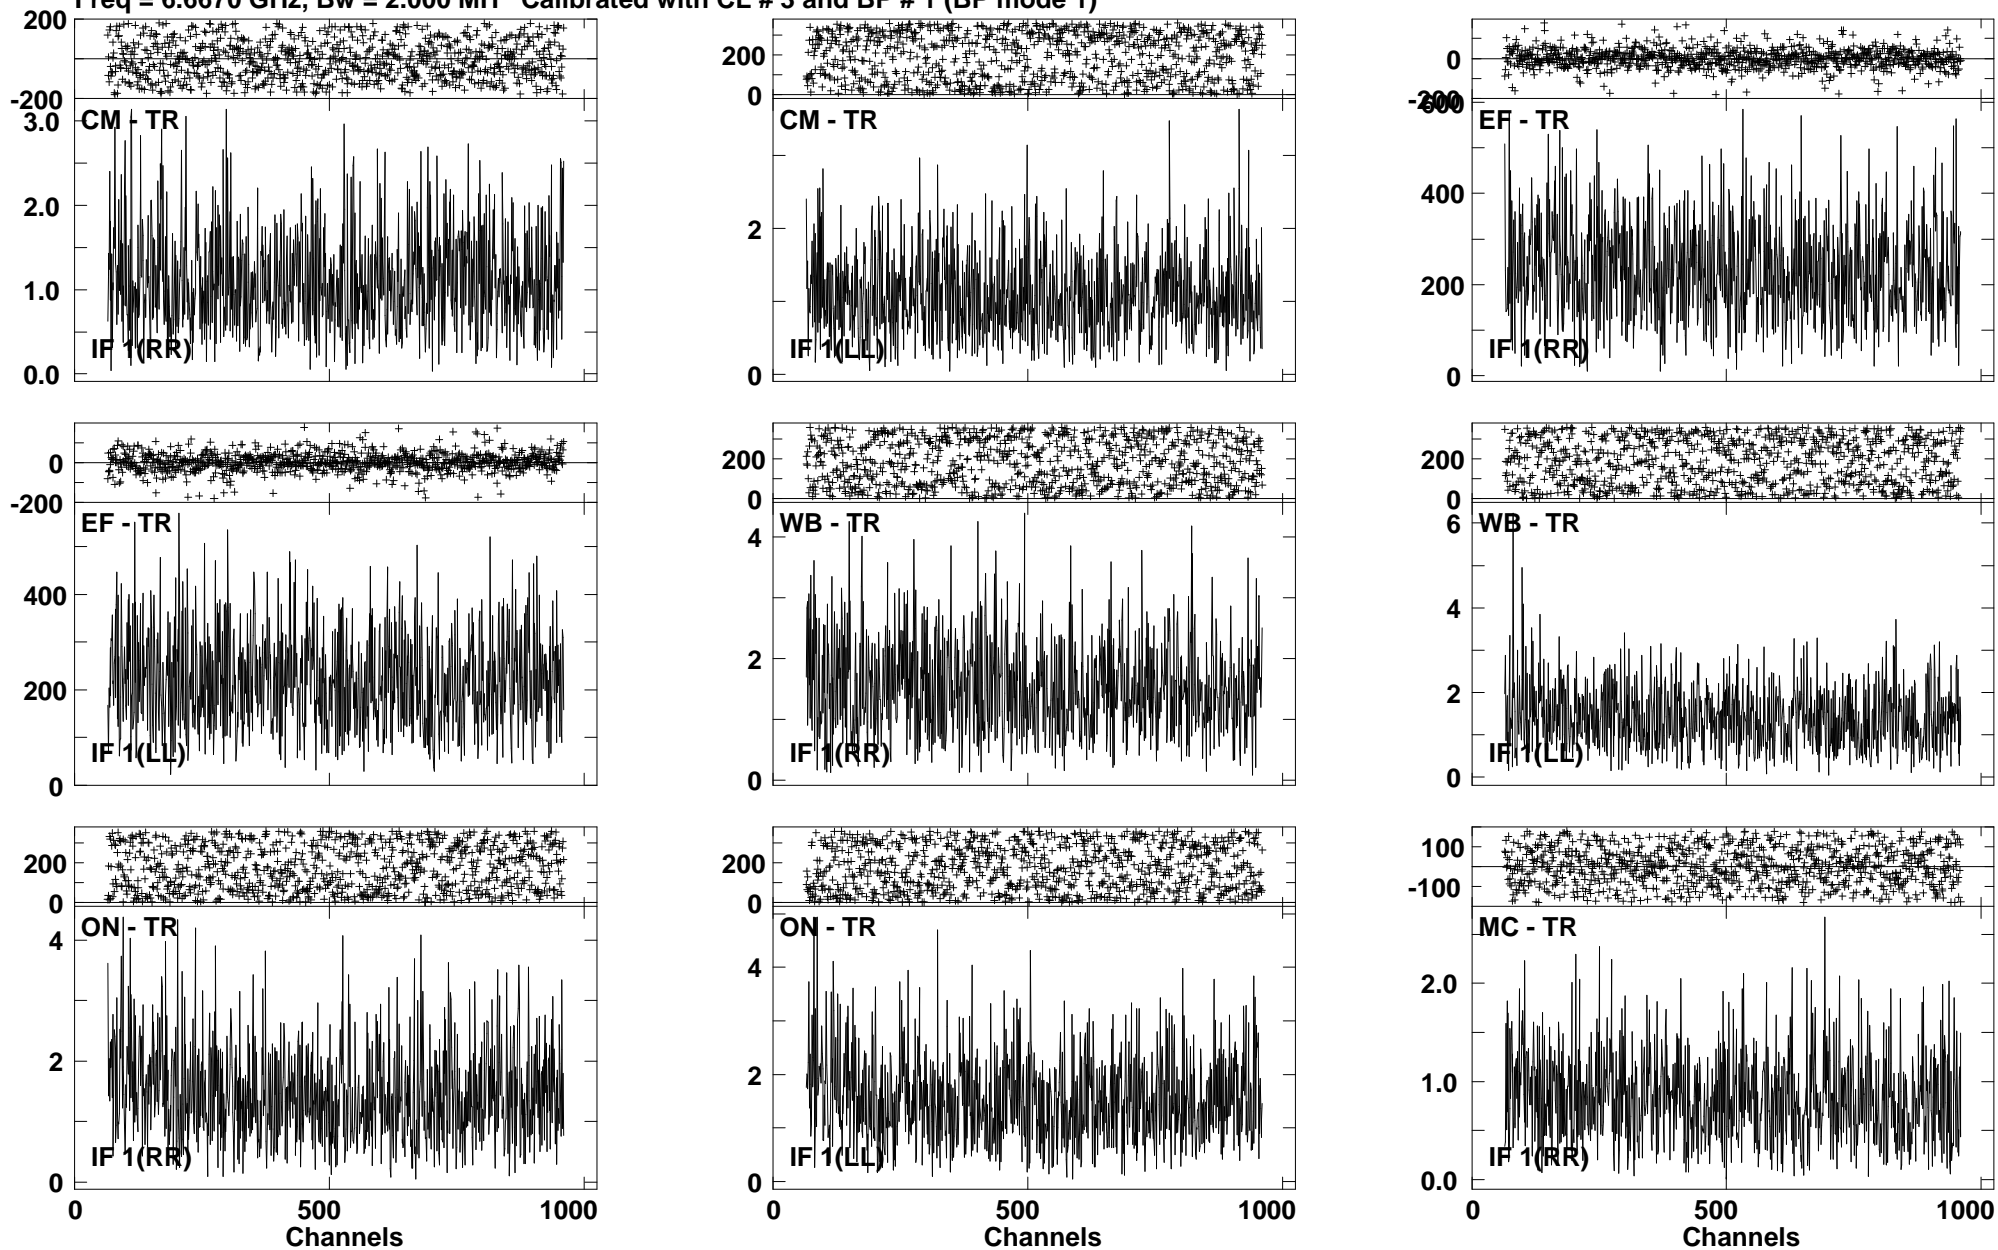 Freq = 6.6670 GHz, Bw = 2.000 MH Calibrated with CL # 3 and BP # 1 (BP mode 1)
200
-200
3.0
2.0
1.0
0.0
CM - TR
IF 1(RR)
200
0
2
0
CM - TR
IF 1(LL)
0
-200
600
400
200
0
EF - TR
IF 1(RR)
0
-200
400
200
0
EF - TR
IF 1(LL)
200
0
4
2
0
WB - TR
IF 1(RR)
200
0
6
4
2
0
WB - TR
IF 1(LL)
200
0
4
2
0
ON - TR
IF 1(RR)
0 500 1000
Channels
200
0
4
2
0
ON - TR
IF 1(LL)
0 500 1000
Channels
100
-100
2.0
1.0
0.0
MC - TR
IF 1(RR)
0 500 1000
Channels